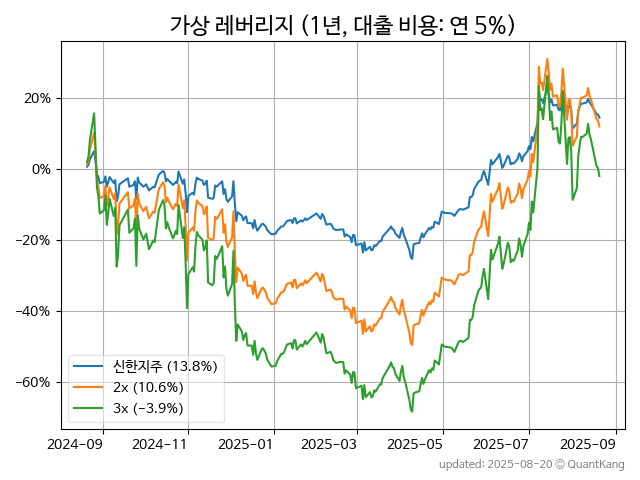 가상 레버리지 (1년, 대출 비용: 연 5%)
20%
0%
−20%
−40%
−60%
신한지주 (13.8%)
2x (10.6%)
3x (−3.9%)
2024-09 2024-11 2025-01 2025-03 2025-05 2025-07 2025-09
updated: 2025-08-20 © QuantKang